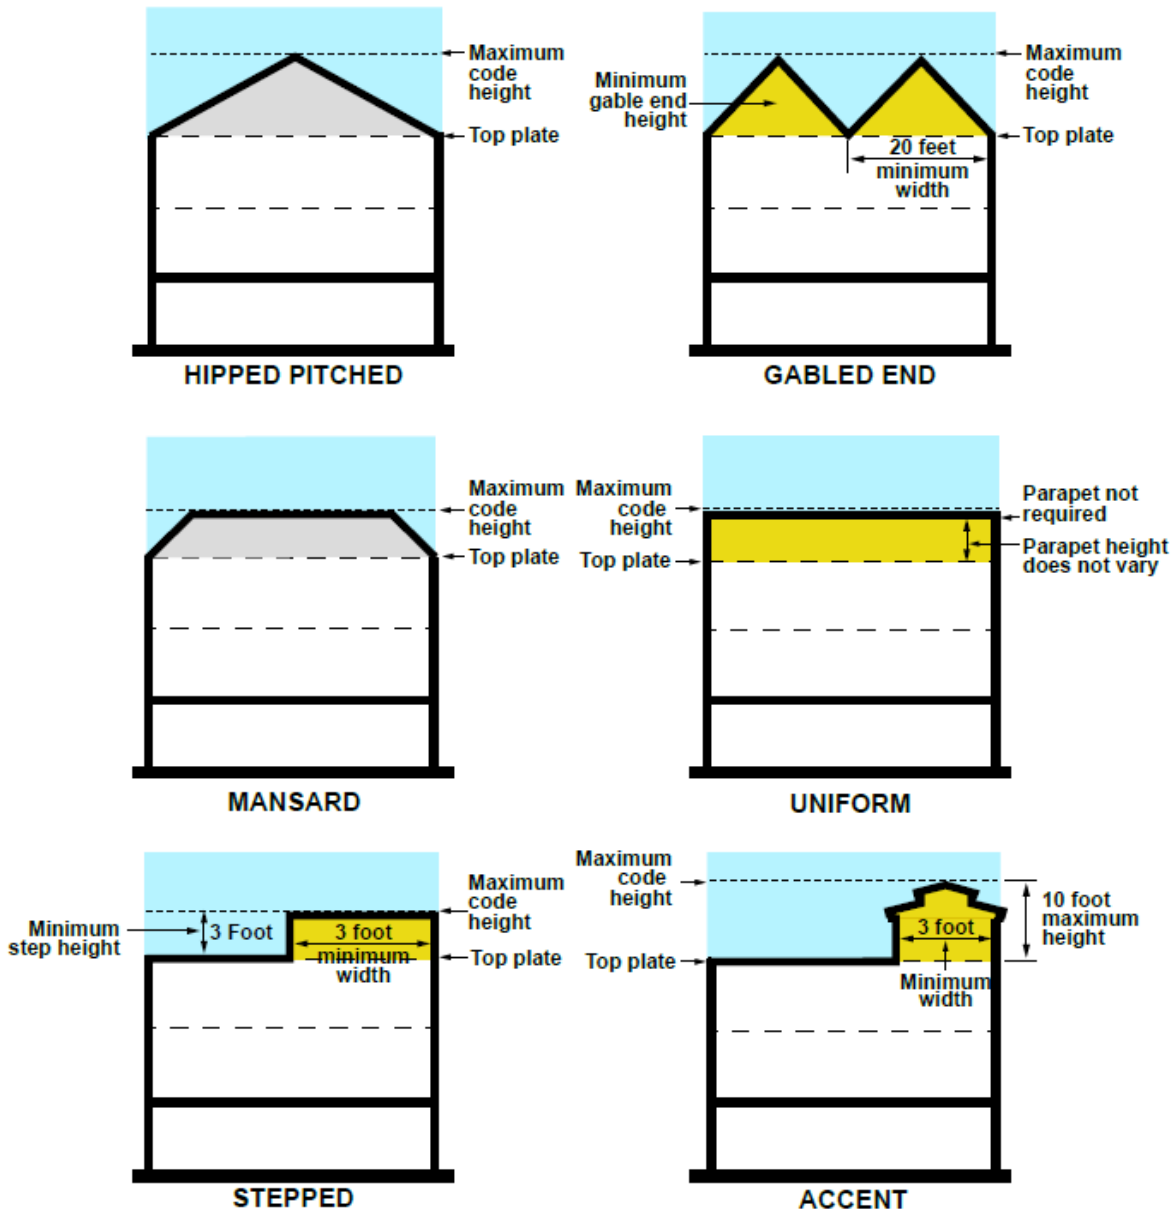 Maximum
code
height
Top plate
HIPPED PITCHED
Minimum
gable end
height
Maximum
code
height
Top plate
20 feet
minimum
width
GABLED END
Maximum
code
height
Top plate
MANSARD
Maximum
code
height
Top plate
Parapet not
required
Parapet height
does not vary
UNIFORM
Minimum
step height
3 Foot
3 foot
minimum
width
Maximum
code
height
Top plate
STEPPED
Maximum
code
height
Top plate
3 foot
Minimum
width
10 foot
maximum
height
ACCENT